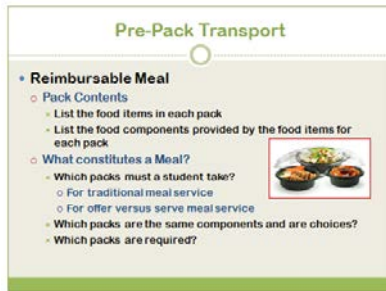 Pre-Pack Transport
• Reimbursable Meal
o Pack Contents
▪ List the food items in each pack
▪ List the food components provided by the food items for
each pack
o What constitutes a Meal?
▪ Which packs must a student take?
o For traditional meal service
o For offer versus serve meal service
▪ Which packs are the same components and are choices?
▪ Which packs are required?